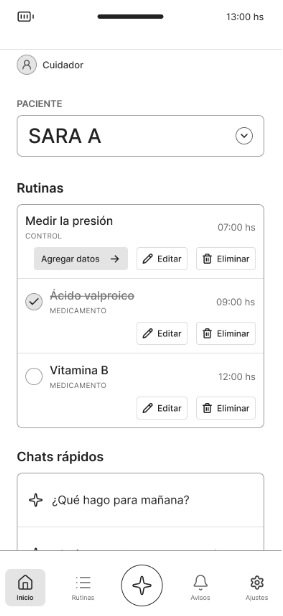 13:00 hs
Cuidador
PACIENTE
SARA A
Rutinas
Medir la presión
07:00 hs
CONTROL
Agregar datos
Editar
Eliminar
Ácido valproico
09:00 hs
MEDICAMENTO
Editar
Eliminar
Vitamina B
12:00 hs
MEDICAMENTO
Editar
Eliminar
Chats rápidos
¿Qué hago para mañana?
Inicio
Rutinas
Avisos
Ajustes